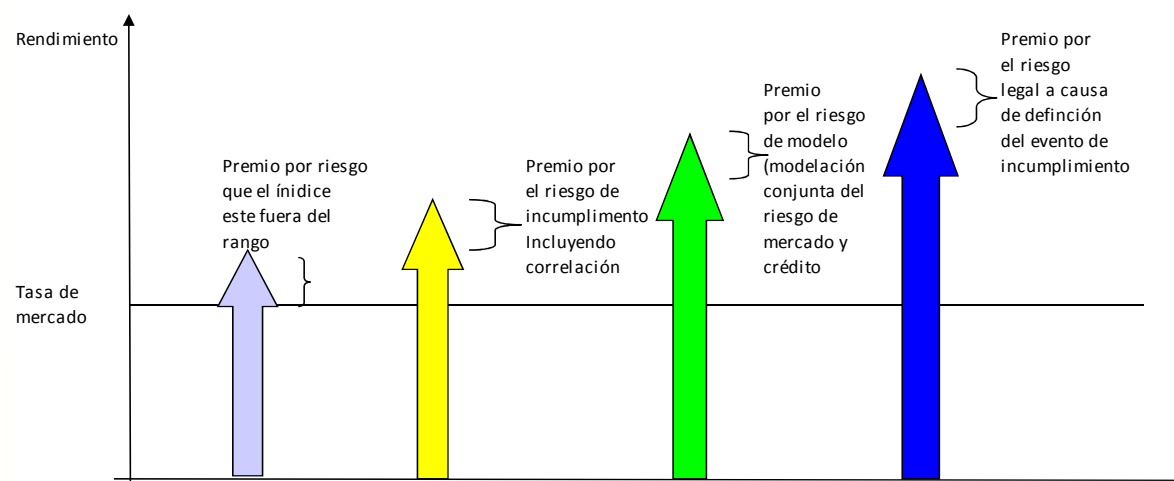 Rendimiento
Premio por riesgo
que el ínidice
este fuera del
rango
Premio por
el riesgo de
incumplimento
Incluyendo
correlación
Premio
por el riesgo
de modelo
(modelación
conjunta del
riesgo de
mercado y
crédito
Premio por
el riesgo
legal a causa
de definción
del evento de
incumplimiento
Tasa de
mercado